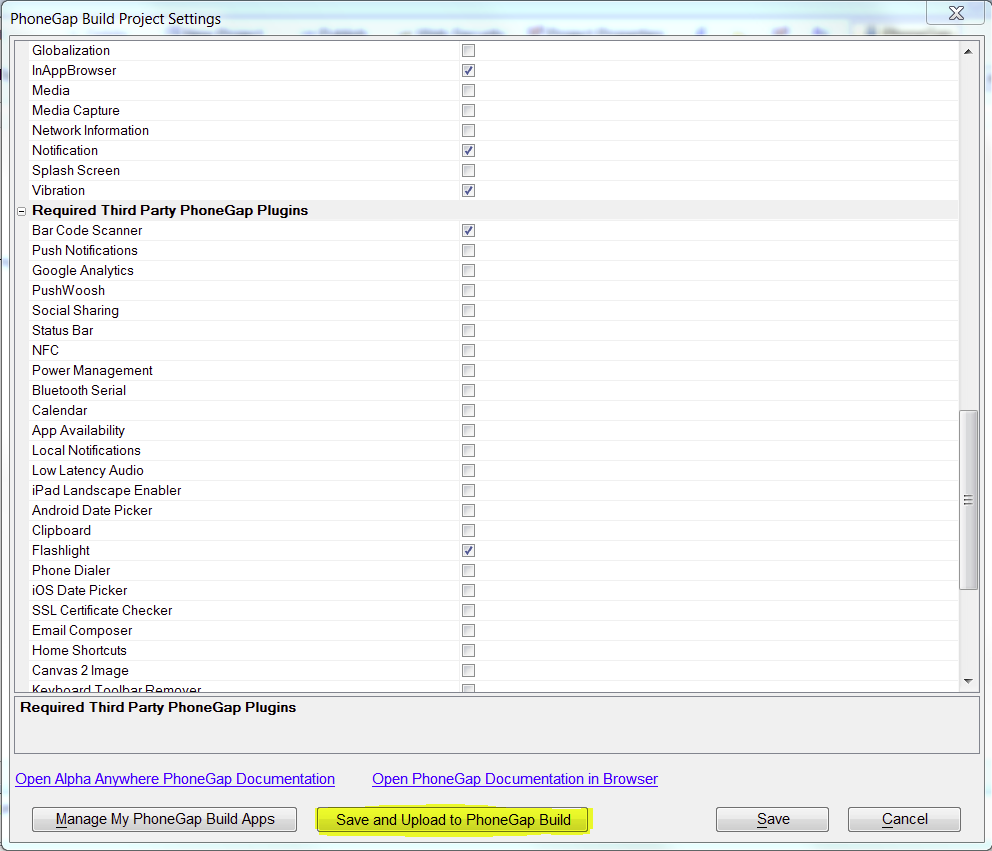 PhoneGap Build Project Settings
Globalization
InAppBrowser
Media
Media Capture
Network Information
Notification
Splash Screen
Vibration
Required Third Party PhoneGap Plugins
Bar Code Scanner
Push Notifications
Google Analytics
PushWoosh
Social Sharing
Status Bar
NFC
Power Management
Bluetooth Serial
Calendar
App Availability
Local Notifications
Low Latency Audio
iPad Landscape Enabler
Android Date Picker
Clipboard
Flashlight
Phone Dialer
iOS Date Picker
SSL Certificate Checker
Email Composer
Home Shortcuts
Canvas 2 Image
Keyboard Toolbar Remover
Required Third Party PhoneGap Plugins
Open Alpha Anywhere PhoneGap Documentation Open PhoneGap Documentation in Browser
Manage My PhoneGap Build Apps Save and Upload to PhoneGap Build Save Cancel